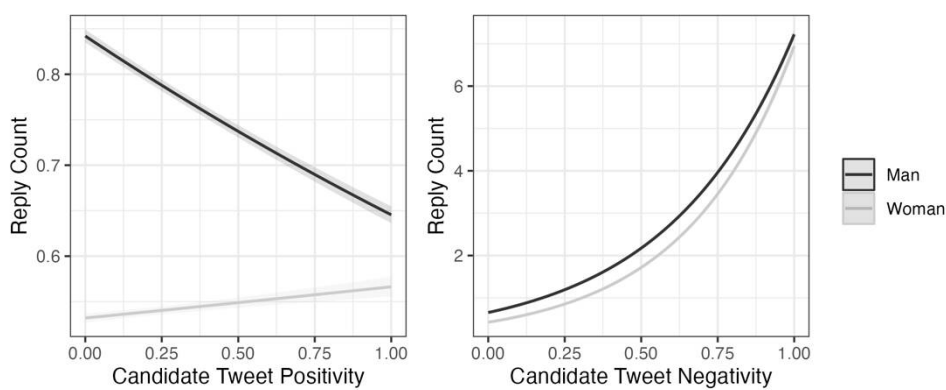 Reply Count
0.8
0.7
0.6
0.00 0.25 0.50 0.75 1.00
Candidate Tweet Positivity
Reply Count
6
4
2
0.00 0.25 0.50 0.75 1.00
Candidate Tweet Negativity
Man
Woman